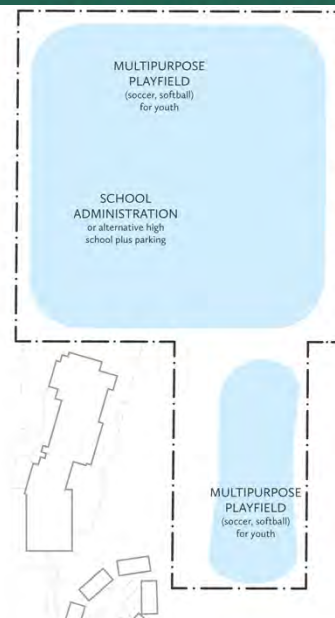 MULTIPURPOSE
PLAYFIELD
(soccer, softball)
for youth
SCHOOL
ADMINISTRATION
or alternative high
school plus parking
MULTIPURPOSE
PLAYFIELD
(soccer, softball)
for youth